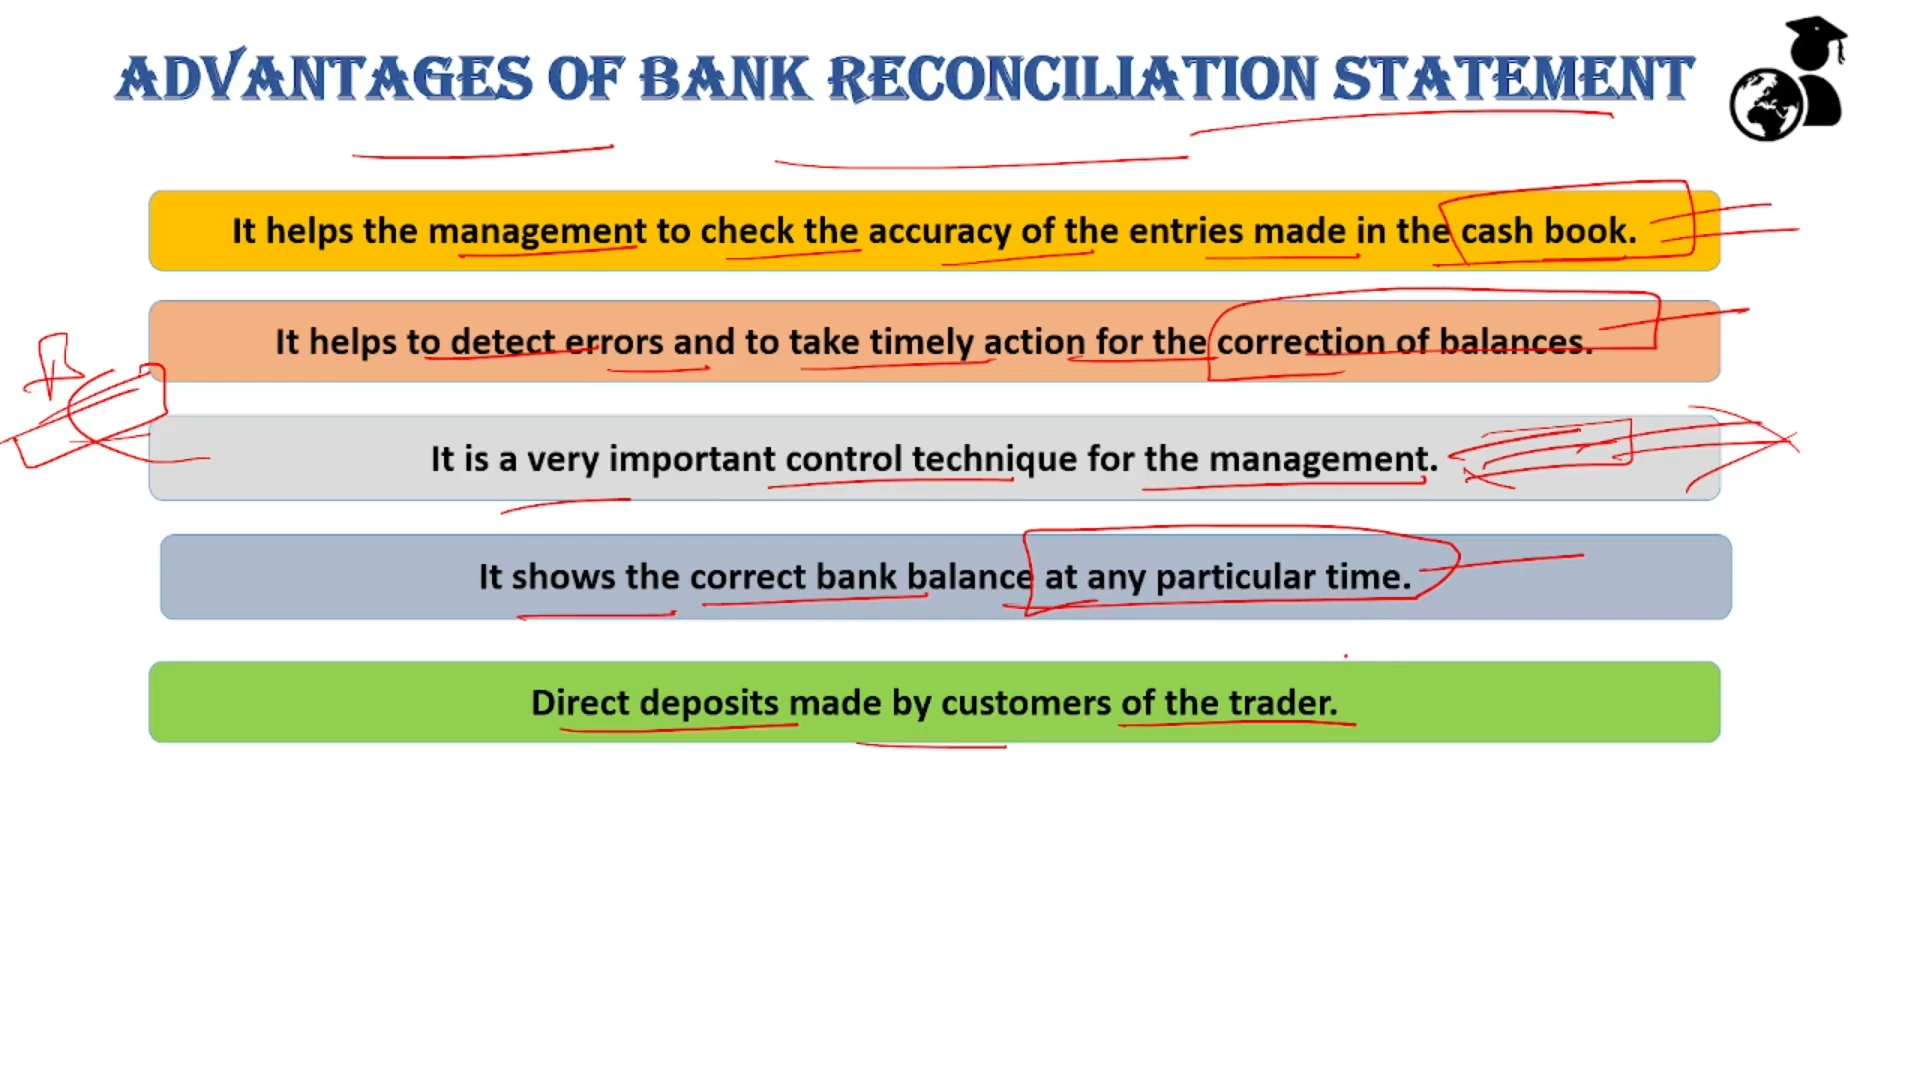 ADVANTAGES OF BANK RECONCILIATION STATEMENT
It helps the management to check the accuracy of the entries made in the cash book.
It helps to detect errors and to take timely action for the correction of balances.
It is a very important control technique for the management.
It shows the correct bank balance at any particular time.
Direct deposits made by customers of the trader.